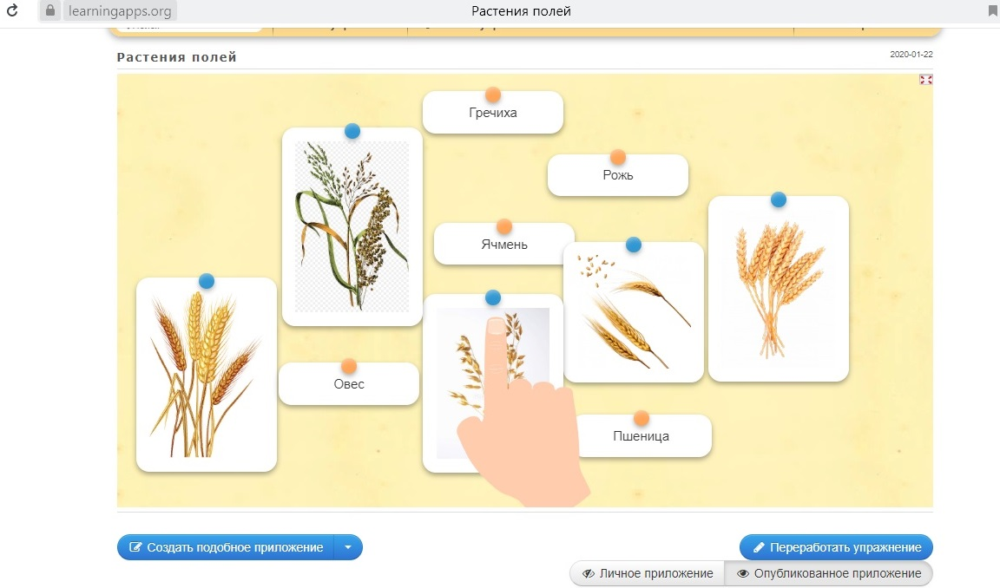 learningapps.org
Растения полей
Растения полей
2020-01-22
Гречиха
Рожь
Ячмень
Овес
Пшеница
Создать подобное приложение
Переработать упражнение
Личное приложение
Опубликованное приложение